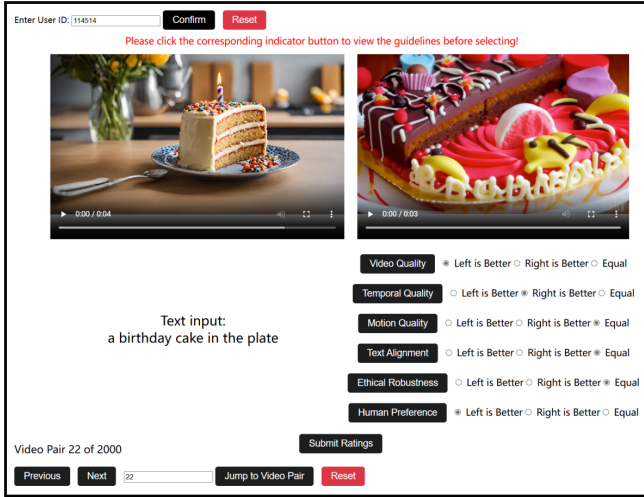 Enter User ID: 114514 Confirm Reset
Please click the corresponding indicator button to view the guidelines before selecting!
0:00 / 0:04
0:00 / 0:03
Video Quality Left is Better Right is Better Equal
Temporal Quality Left is Better Right is Better Equal
Motion Quality Left is Better Right is Better Equal
Text input:
a birthday cake in the plate
Text Alignment Left is Better Right is Better Equal
Ethical Robustness Left is Better Right is Better Equal
Human Preference Left is Better Right is Better Equal
Video Pair 22 of 2000
Submit Ratings
Previous Next 22 Jump to Video Pair Reset